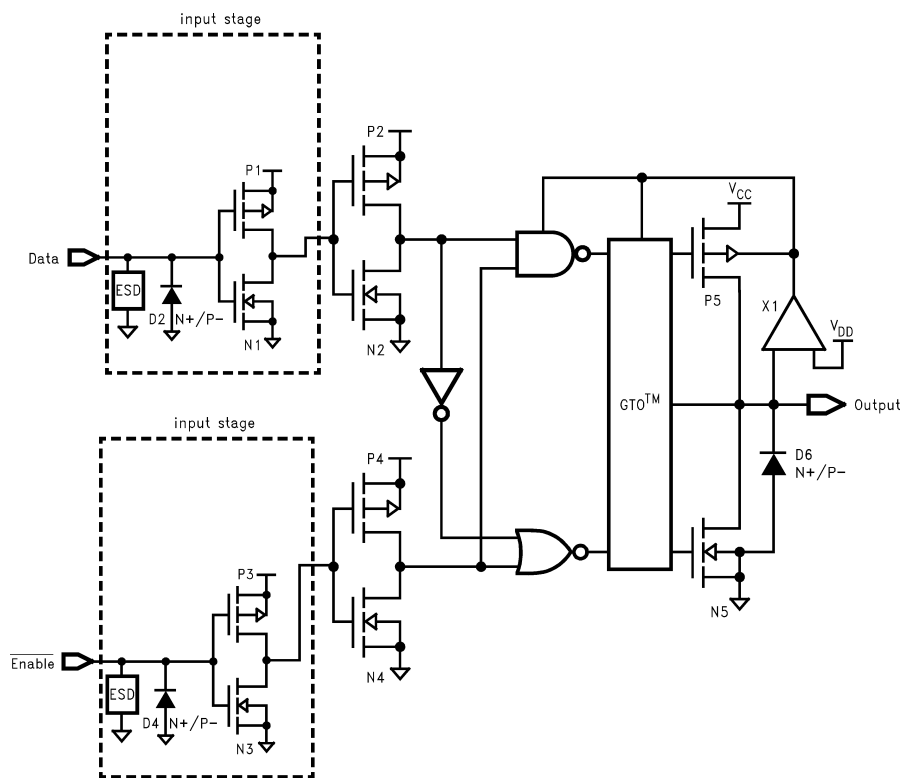 input stage
P2
P1
V_CC
Data
ESD
D2 N+/P-
N1
N2
P5
X1
V_DD
GTO™
Output
input stage
P4
D6
N+/P-
P3
N5
Enable
ESD
D4 N+/P-
N3
N4